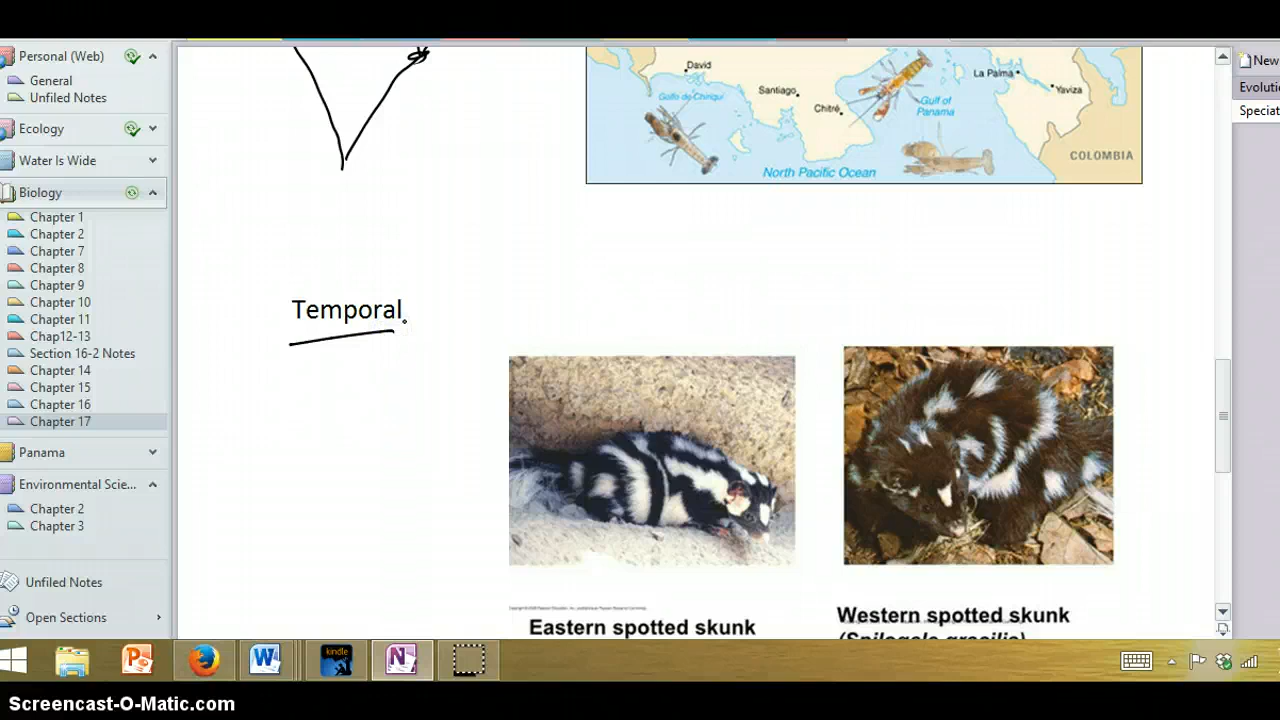 Personal (Web)
General
Unfiled Notes
Ecology
Water Is Wide
Biology
Chapter 1
Chapter 2
Chapter 7
Chapter 8
Chapter 9
Chapter 10
Chapter 11
Chap12-13
Section 16-2 Notes
Chapter 14
Chapter 15
Chapter 16
Chapter 17
Panama
Environmental Scie...
Chapter 2
Chapter 3
Unfiled Notes
Open Sections
David
Golfo de Chiriquí
Santiago
Chitré
Gulf of
Panama
La Palma
Yaviza
COLOMBIA
North Pacific Ocean
Temporal
Eastern spotted skunk
Western spotted skunk
(Spilogale gracilis)
New
Evoluti
Speciat
kindle
Screencast-O-Matic.com